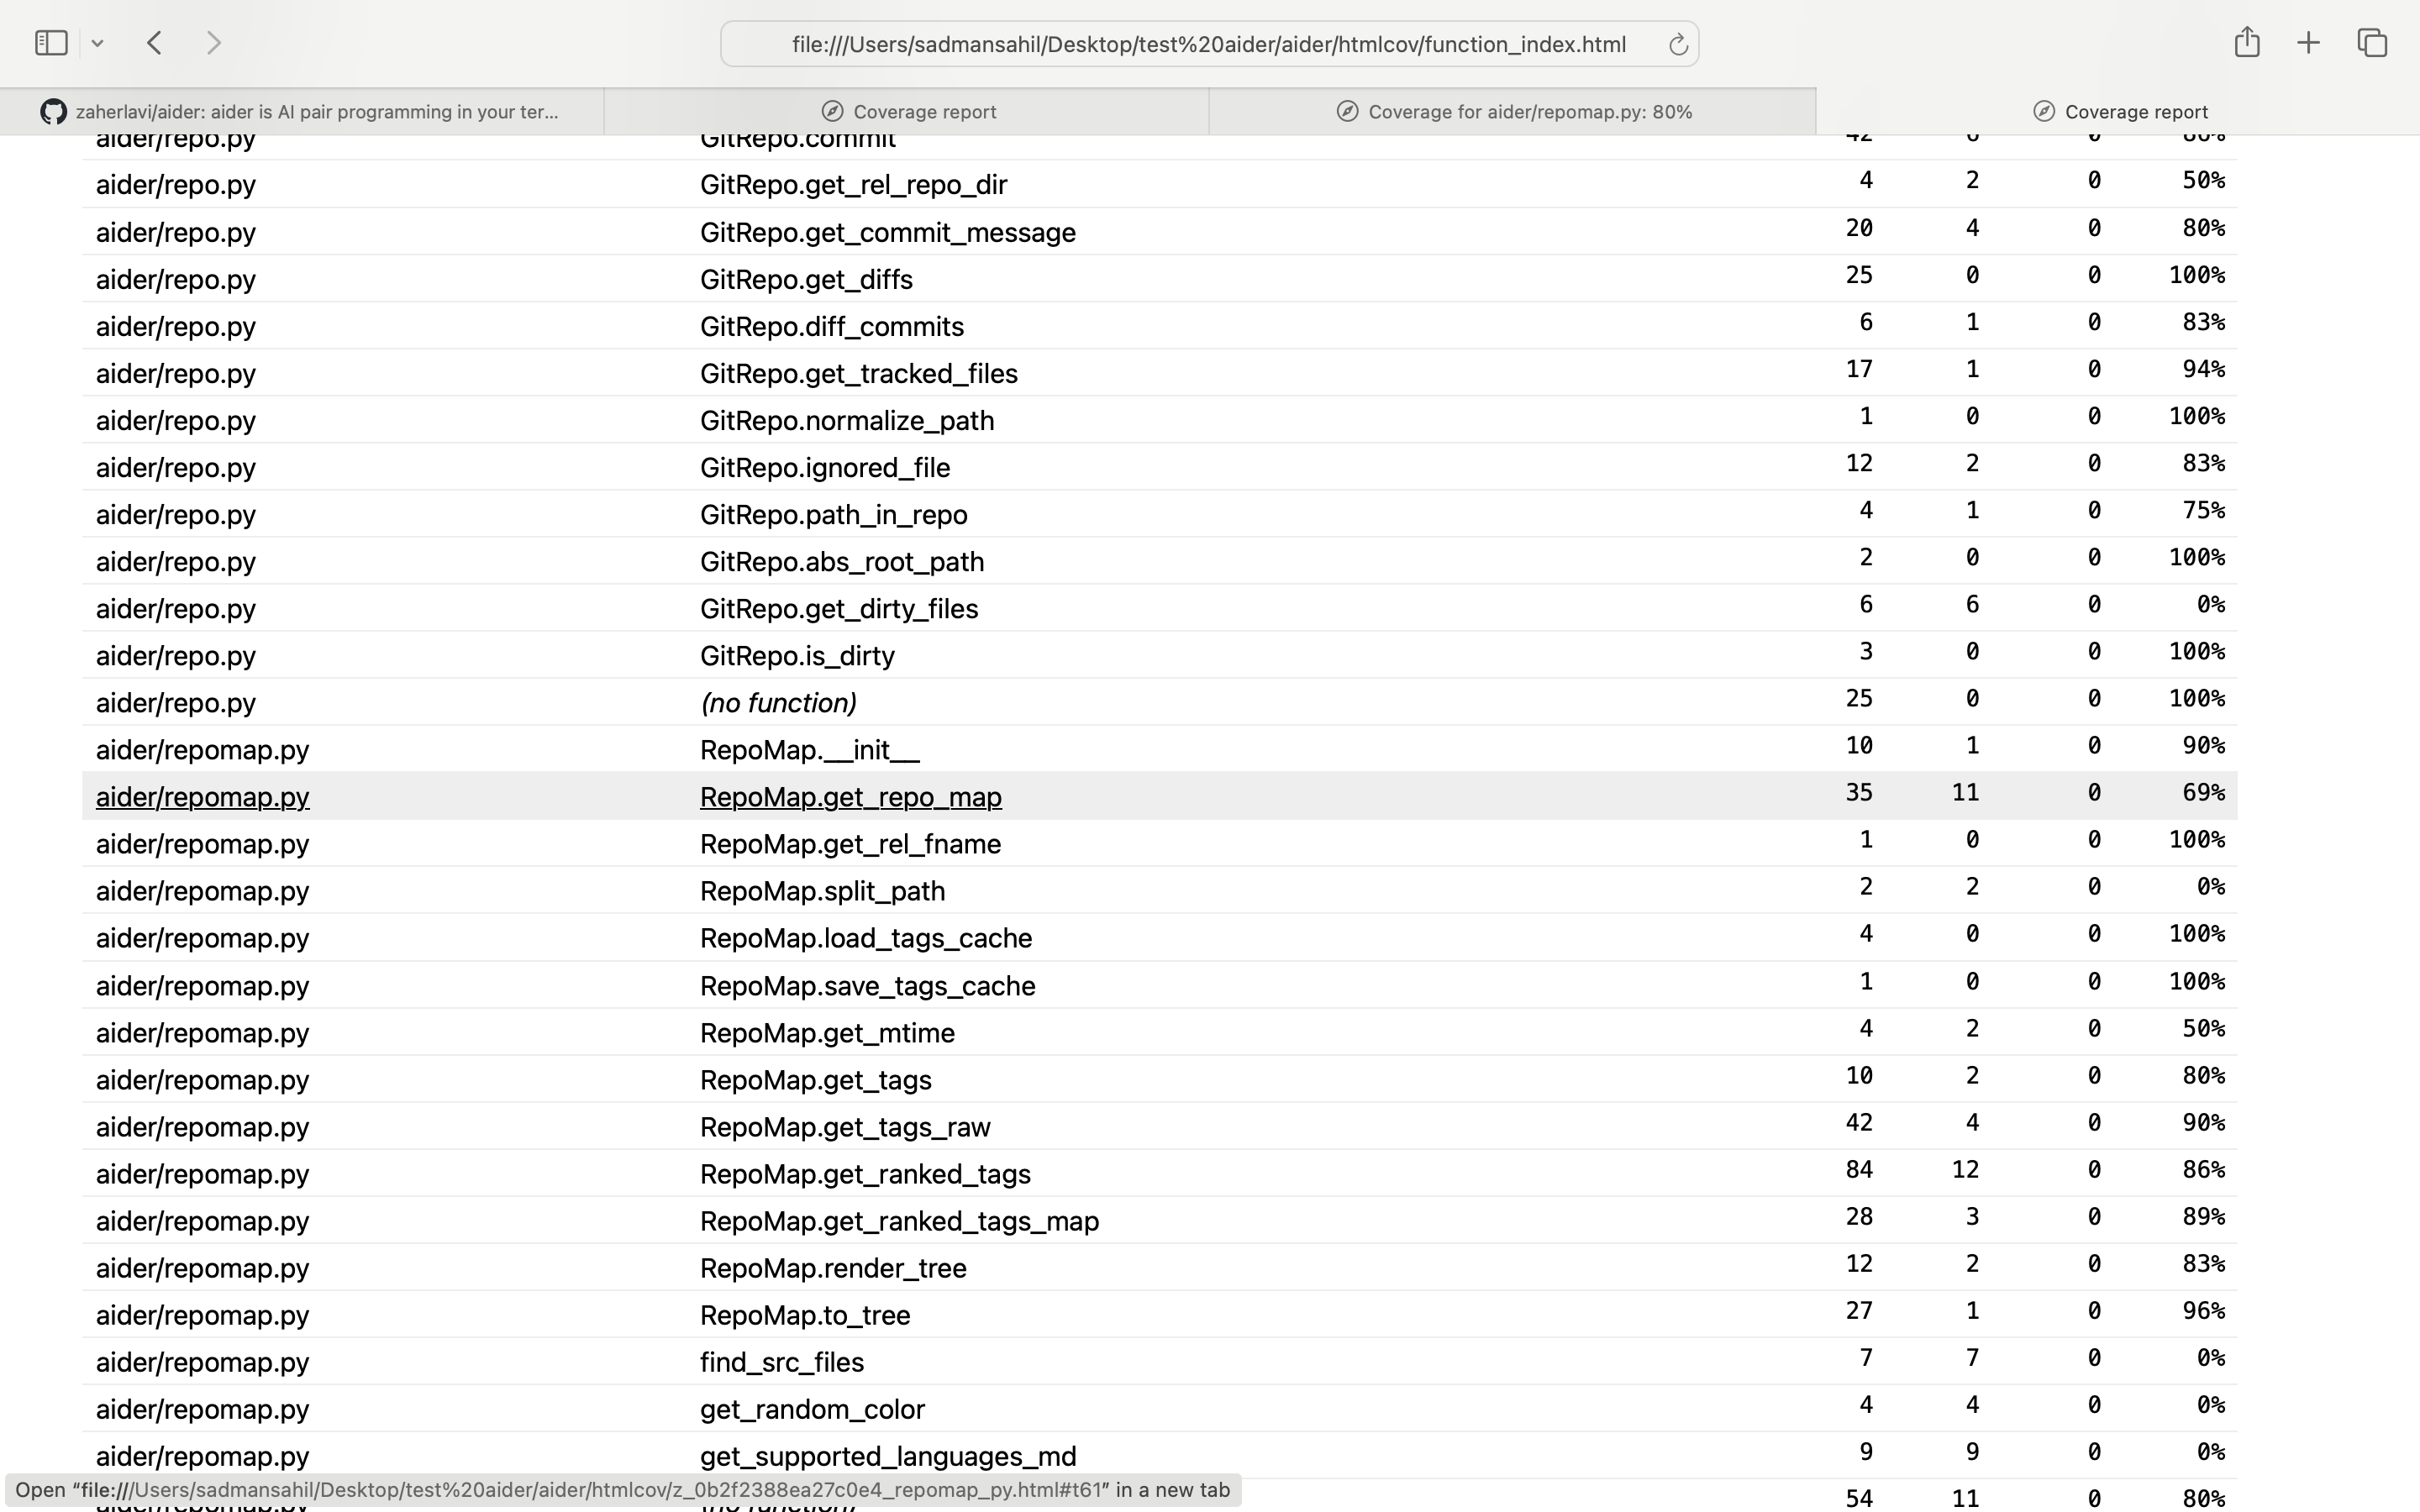 file:///Users/sadmansahil/Desktop/test%20aider/aider/htmlcov/function_index.html
zaherlavi/aider: aider is AI pair programming in your ter...
Coverage report
Coverage for aider/repomap.py: 80%
Coverage report
aider/repo.py GitRepo.commit 42 6 0 86%
aider/repo.py GitRepo.get_rel_repo_dir 4 2 0 50%
aider/repo.py GitRepo.get_commit_message 20 4 0 80%
aider/repo.py GitRepo.get_diffs 25 0 0 100%
aider/repo.py GitRepo.diff_commits 6 1 0 83%
aider/repo.py GitRepo.get_tracked_files 17 1 0 94%
aider/repo.py GitRepo.normalize_path 1 0 0 100%
aider/repo.py GitRepo.ignored_file 12 2 0 83%
aider/repo.py GitRepo.path_in_repo 4 1 0 75%
aider/repo.py GitRepo.abs_root_path 2 0 0 100%
aider/repo.py GitRepo.get_dirty_files 6 6 0 0%
aider/repo.py GitRepo.is_dirty 3 0 0 100%
aider/repo.py (no function) 25 0 0 100%
aider/repomap.py RepoMap.__init__ 10 1 0 90%
aider/repomap.py RepoMap.get_repo_map 35 11 0 69%
aider/repomap.py RepoMap.get_rel_fname 1 0 0 100%
aider/repomap.py RepoMap.split_path 2 2 0 0%
aider/repomap.py RepoMap.load_tags_cache 4 0 0 100%
aider/repomap.py RepoMap.save_tags_cache 1 0 0 100%
aider/repomap.py RepoMap.get_mtime 4 2 0 50%
aider/repomap.py RepoMap.get_tags 10 2 0 80%
aider/repomap.py RepoMap.get_tags_raw 42 4 0 90%
aider/repomap.py RepoMap.get_ranked_tags 84 12 0 86%
aider/repomap.py RepoMap.get_ranked_tags_map 28 3 0 89%
aider/repomap.py RepoMap.render_tree 12 2 0 83%
aider/repomap.py RepoMap.to_tree 27 1 0 96%
aider/repomap.py find_src_files 7 7 0 0%
aider/repomap.py get_random_color 4 4 0 0%
aider/repomap.py get_supported_languages_md 9 9 0 0%
Open “file:///Users/sadmansahil/Desktop/test%20aider/aider/htmlcov/z_0b2f2388ea27c0e4_repomap_py.html#t61” in a new tab
aider/repomap.py (no function) 54 11 0 80%